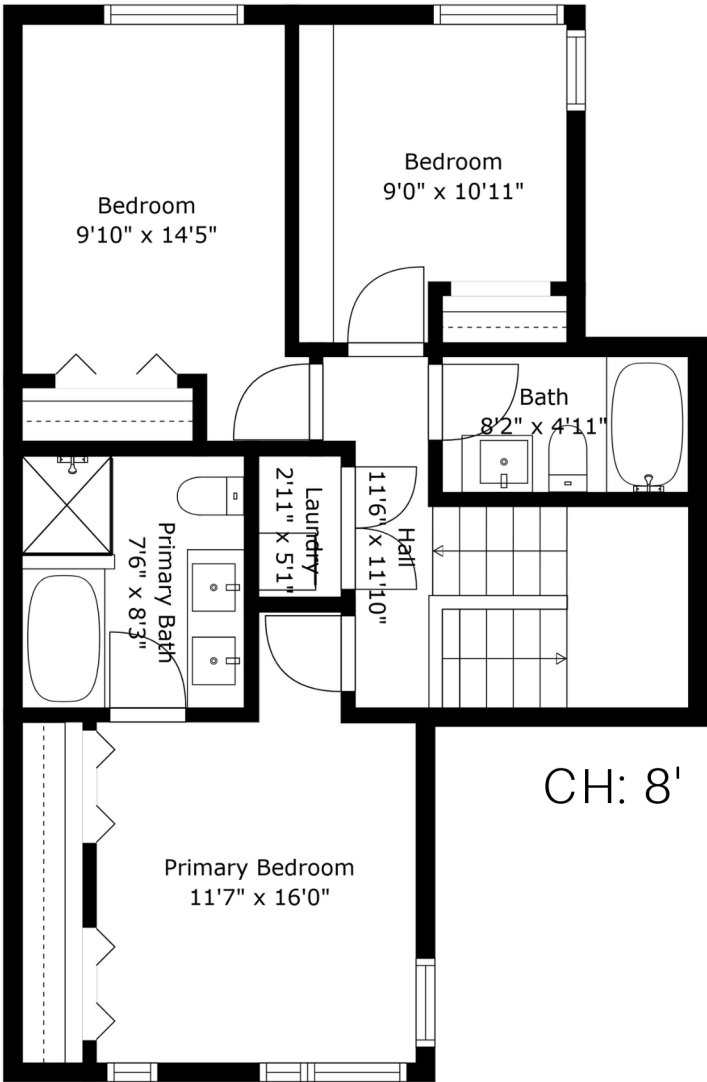 Bedroom
9'10" x 14'5"
Bedroom
9'0" x 10'11"
Bath
8'2" x 4'11"
Laundry
2'11" x 5'1"
Hall
11'6" x 11'10"
Primary Bath
7'6" x 8'3"
CH: 8'
Primary Bedroom
11'7" x 16'0"